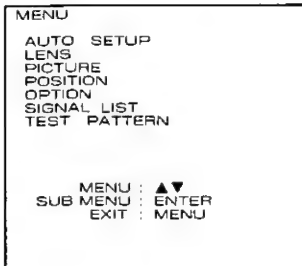 MENU
AUTO SETUP
LENS
PICTURE
POSITION
OPTION
SIGNAL LIST
TEST PATTERN
MENU : ▲▼
SUB MENU : ENTER
EXIT : MENU